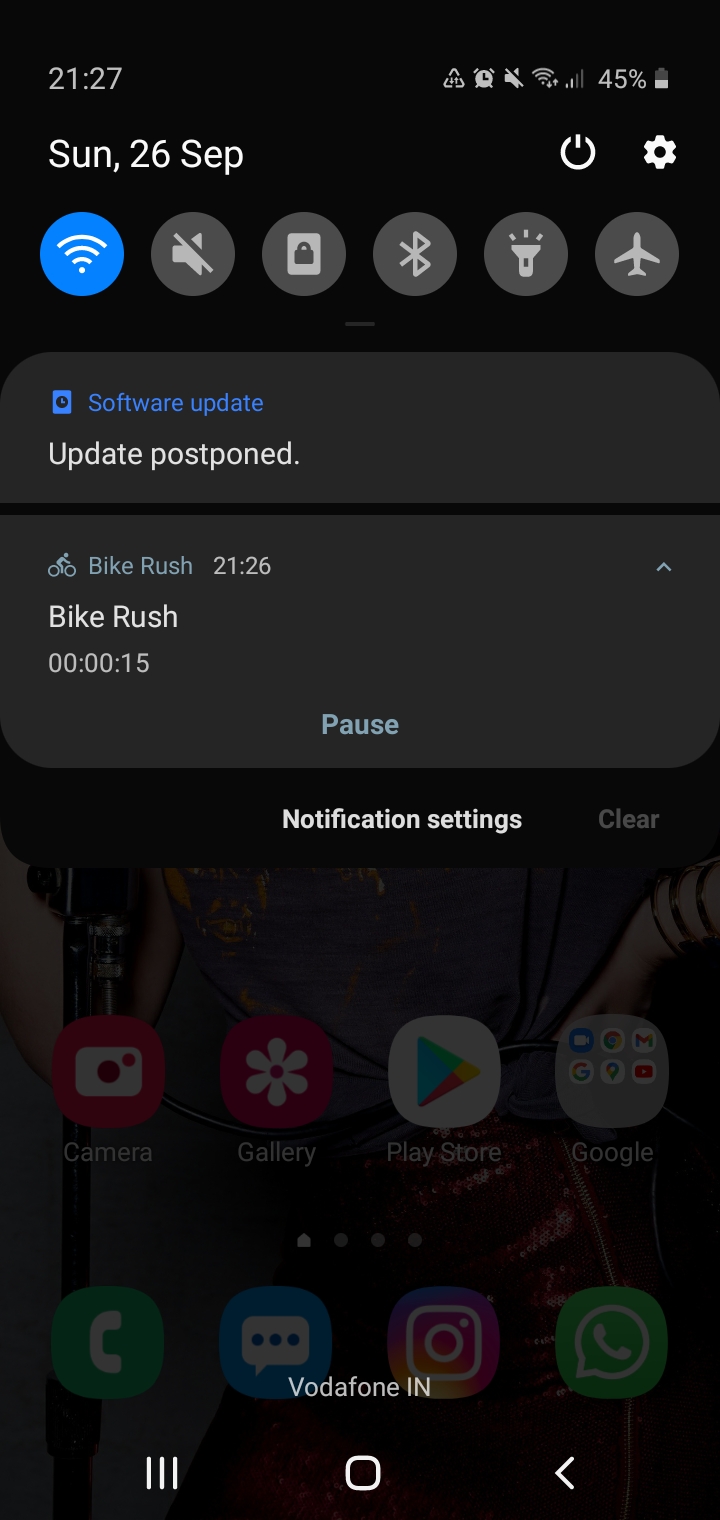 21:27
45%
Sun, 26 Sep
Software update
Update postponed.
Bike Rush 21:26
Bike Rush
00:00:15
Pause
Notification settings Clear
Camera Gallery Play Store Google
Vodafone IN